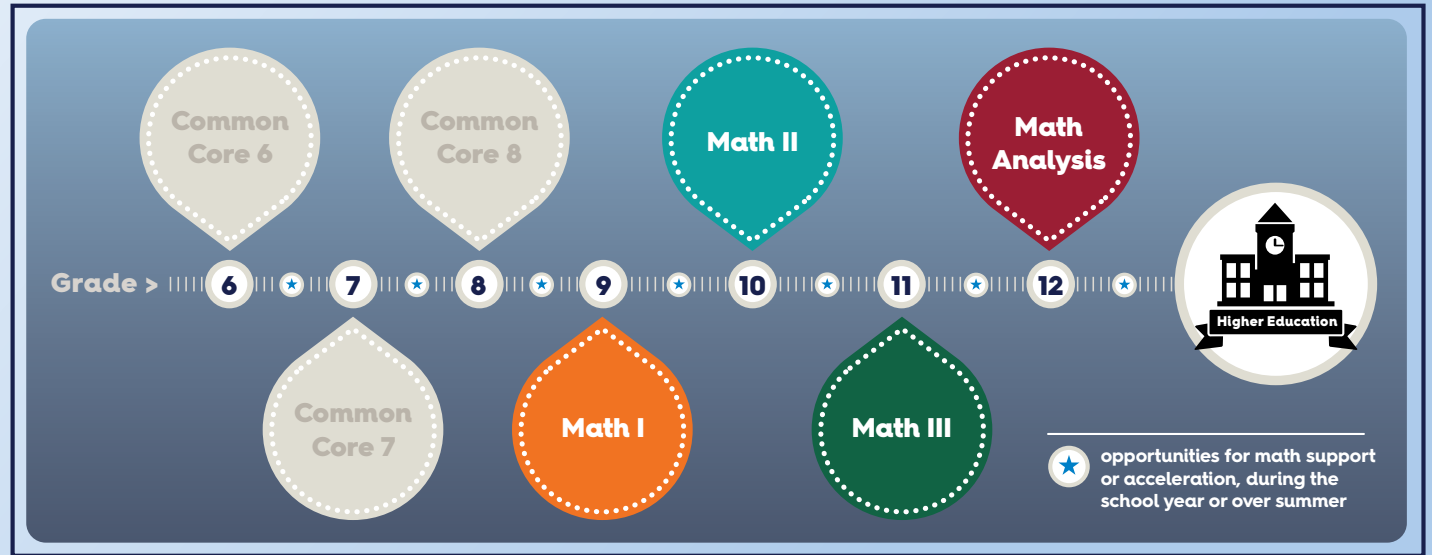 Common
Core 6
Common
Core 8
Math II
Math
Analysis
Grade > 6 7 8 9 10 11 12
Higher Education
Common
Core 7
Math I
Math III
opportunities for math support
or acceleration, during the
school year or over summer